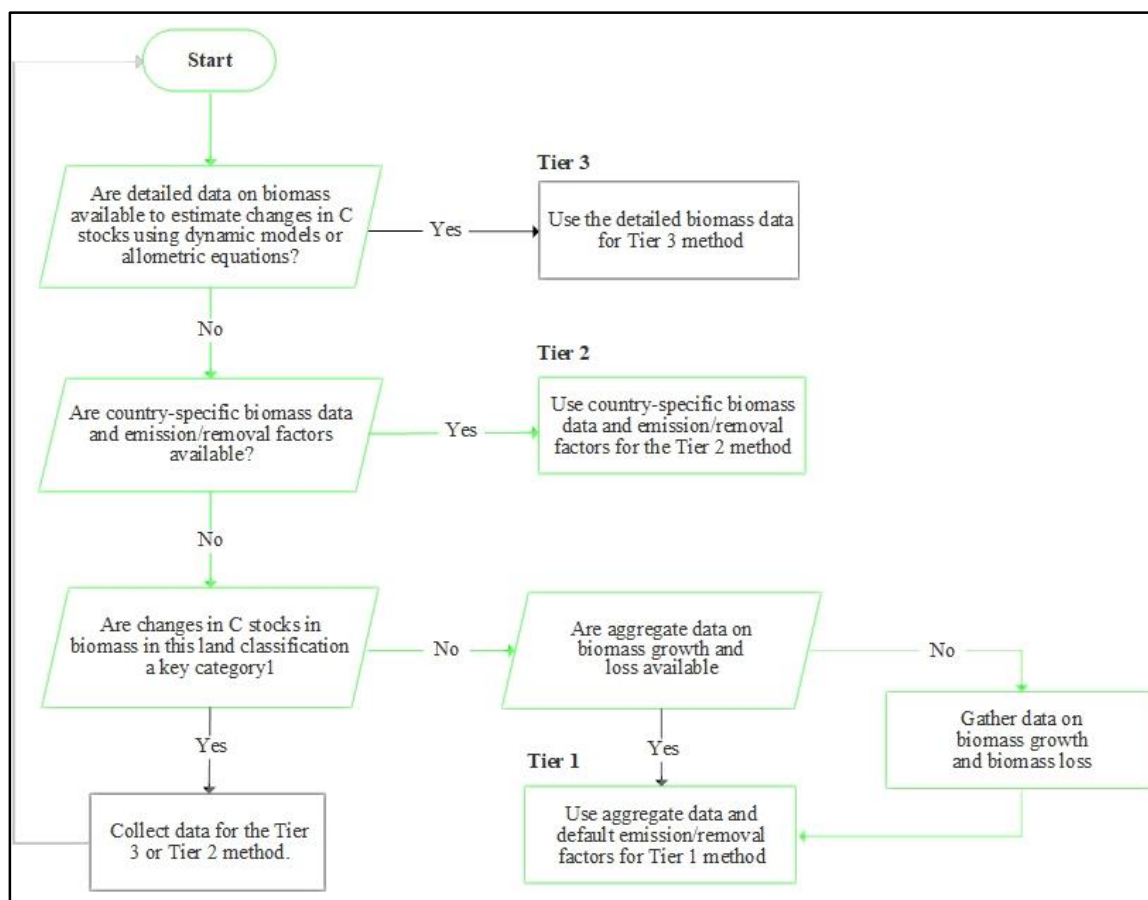 Start
Are detailed data on biomass
available to estimate changes in C
stocks using dynamic models or
allometric equations?
Yes
Tier 3
Use the detailed biomass data
for Tier 3 method
No
Are country-specific biomass data
and emission/removal factors
available?
Yes
Tier 2
Use country-specific biomass
data and emission/removal
factors for the Tier 2 method
No
Are changes in C stocks in
biomass in this land classification
a key category1
No
Are aggregate data on
biomass growth and
loss available
No
Gather data on
biomass growth
and biomass loss
Yes
Collect data for the Tier
3 or Tier 2 method.
Yes
Tier 1
Use aggregate data and
default emission/removal
factors for Tier 1 method